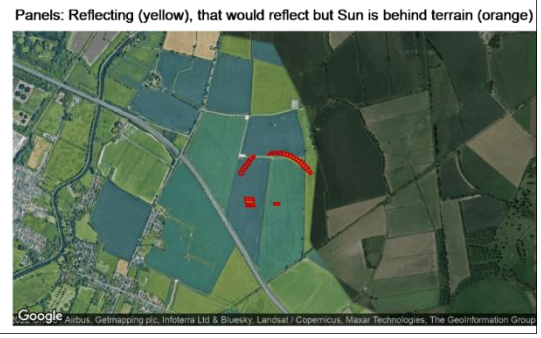 Panels: Reflecting (yellow), that would reflect but Sun is behind terrain (orange)
Google
Airbus, Getmapping plc, Infoterra Ltd & Bluesky, Landsat / Copernicus, Maxar Technologies, The GeoInformation Group